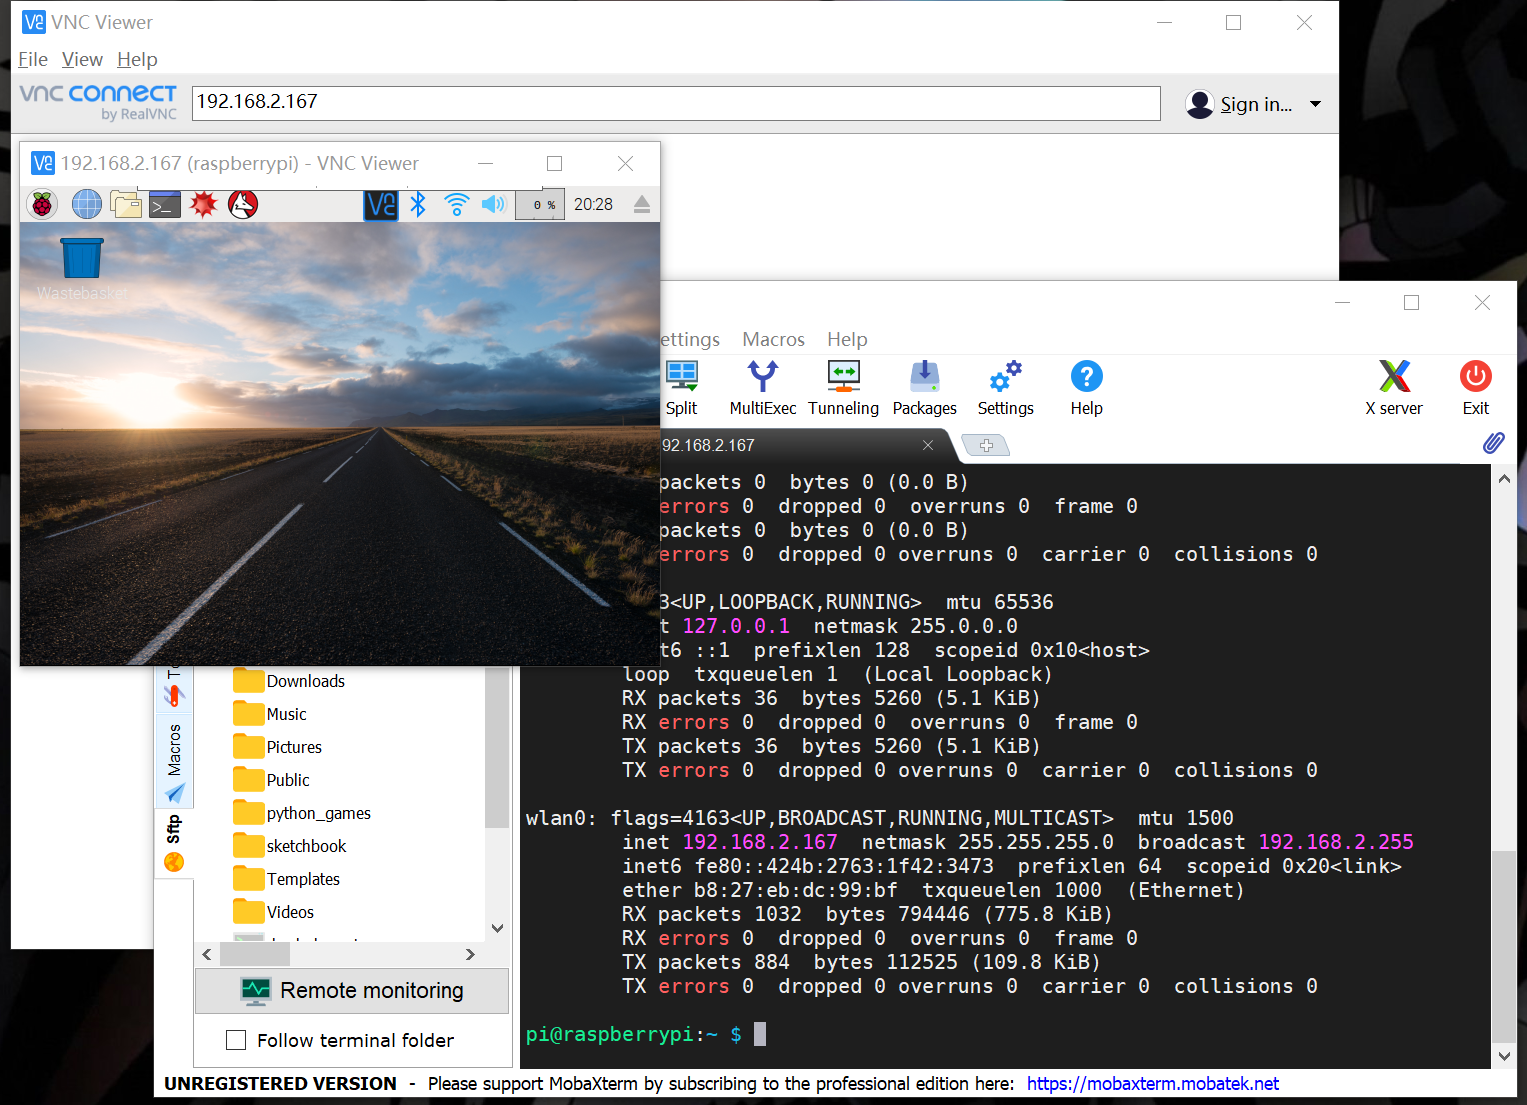 VNC Viewer
File View Help
vnc connect
by RealVNC
192.168.2.167
Sign in...
192.168.2.167 (raspberrypi) - VNC Viewer
0 %
20:28
Wastebasket
ettings Macros Help
Split MultiExec Tunneling Packages Settings Help X server Exit
92.168.2.167
packets 0  bytes 0 (0.0 B)
errors 0  dropped 0  overruns 0  frame 0
packets 0  bytes 0 (0.0 B)
errors 0  dropped 0 overruns 0  carrier 0  collisions 0
3<UP,LOOPBACK,RUNNING>  mtu 65536
t 127.0.0.1  netmask 255.0.0.0
t6 ::1  prefixlen 128  scopeid 0x10<host>
loop  txqueuelen 1  (Local Loopback)
RX packets 36  bytes 5260 (5.1 KiB)
RX errors 0  dropped 0  overruns 0  frame 0
TX packets 36  bytes 5260 (5.1 KiB)
TX errors 0  dropped 0 overruns 0  carrier 0  collisions 0
wlan0: flags=4163<UP,BROADCAST,RUNNING,MULTICAST>  mtu 1500
inet 192.168.2.167  netmask 255.255.255.0  broadcast 192.168.2.255
inet6 fe80::424b:2763:1f42:3473  prefixlen 64  scopeid 0x20<link>
ether b8:27:eb:dc:99:bf  txqueuelen 1000  (Ethernet)
RX packets 1032  bytes 794446 (775.8 KiB)
RX errors 0  dropped 0  overruns 0  frame 0
TX packets 884  bytes 112525 (109.8 KiB)
TX errors 0  dropped 0 overruns 0  carrier 0  collisions 0
pi@raspberrypi:~ $
Macros
Sftp
Downloads
Music
Pictures
Public
python_games
sketchbook
Templates
Videos
Remote monitoring
Follow terminal folder
UNREGISTERED VERSION - Please support MobaXterm by subscribing to the professional edition here: https://mobaxterm.mobatek.net